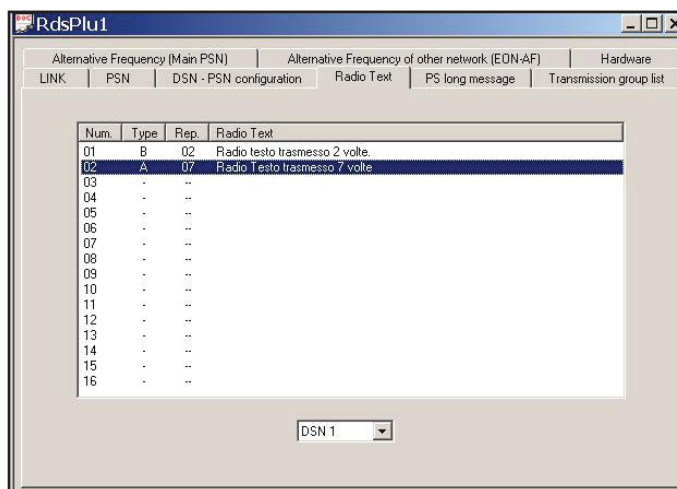 DOC RdsPlu1
Alternative Frequency (Main PSN) Alternative Frequency of other network (EON-AF) Hardware
LINK PSN DSN - PSN configuration Radio Text PS long message Transmission group list
Num. Type Rep. Radio Text
01 B 02 Radio testo trasmesso 2 volte.
02 A 07 Radio Testo trasmesso 7 volte
03 - --
04 - --
05 - --
06 - --
07 - --
08 - --
09 - --
10 - --
11 - --
12 - --
13 - --
14 - --
15 - --
16 - --
DSN 1